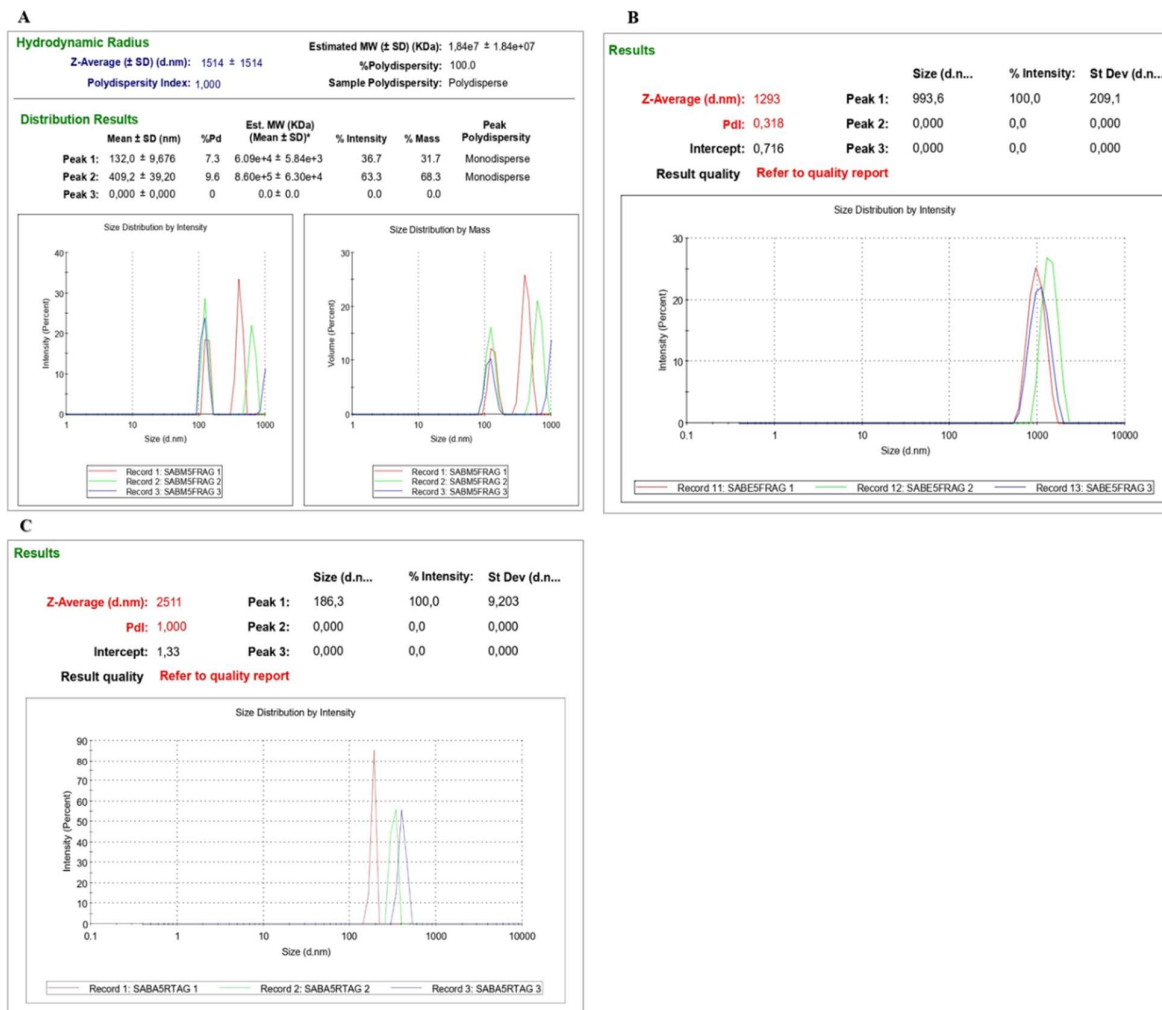 A
Hydrodynamic Radius
Z-Average (± SD) (d.nm): 1514 ± 1514
Polydispersity Index: 1,000
Estimated MW (± SD) (KDa): 1,84e7 ± 1.84e+07
%Polydispersity: 100.0
Sample Polydispersity: Polydisperse
Distribution Results
Mean ± SD (nm) %Pd Est. MW (KDa) (Mean ± SD)* % Intensity % Mass Peak Polydispersity
Peak 1: 132,0 ± 9,676 7.3 6.09e+4 ± 5.84e+3 36.7 31.7 Monodisperse
Peak 2: 409,2 ± 39,20 9.6 8.60e+5 ± 6.30e+4 63.3 68.3 Monodisperse
Peak 3: 0,000 ± 0,000 0 0.0 ± 0.0 0.0 0.0
Size Distribution by Intensity
40
30
20
10
0
1 10 100 1000
Intensity (Percent)
Size (d.nm)
Record 1: SABM5FRAG 1
Record 2: SABM5FRAG 2
Record 3: SABM5FRAG 3
Size Distribution by Mass
30
20
10
0
1 10 100 1000
Volume (Percent)
Size (d.nm)
Record 1: SABM5FRAG 1
Record 2: SABM5FRAG 2
Record 3: SABM5FRAG 3
B
Results
Size (d.n... % Intensity: St Dev (d.n...
Z-Average (d.nm): 1293 Peak 1: 993,6 100,0 209,1
PdI: 0,318 Peak 2: 0,000 0,0 0,000
Intercept: 0,716 Peak 3: 0,000 0,0 0,000
Result quality Refer to quality report
Size Distribution by Intensity
30
20
10
0
0.1 1 10 100 1000 10000
Intensity (Percent)
Size (d.nm)
Record 11: SABE5FRAG 1 Record 12: SABE5FRAG 2 Record 13: SABE5FRAG 3
C
Results
Size (d.n... % Intensity: St Dev (d.n...
Z-Average (d.nm): 2511 Peak 1: 186,3 100,0 9,203
PdI: 1,000 Peak 2: 0,000 0,0 0,000
Intercept: 1,33 Peak 3: 0,000 0,0 0,000
Result quality Refer to quality report
Size Distribution by Intensity
90
80
70
60
50
40
30
20
10
0
0.1 1 10 100 1000 10000
Intensity (Percent)
Size (d.nm)
Record 1: SABA5RTAG 1 Record 2: SABA5RTAG 2 Record 3: SABA5RTAG 3